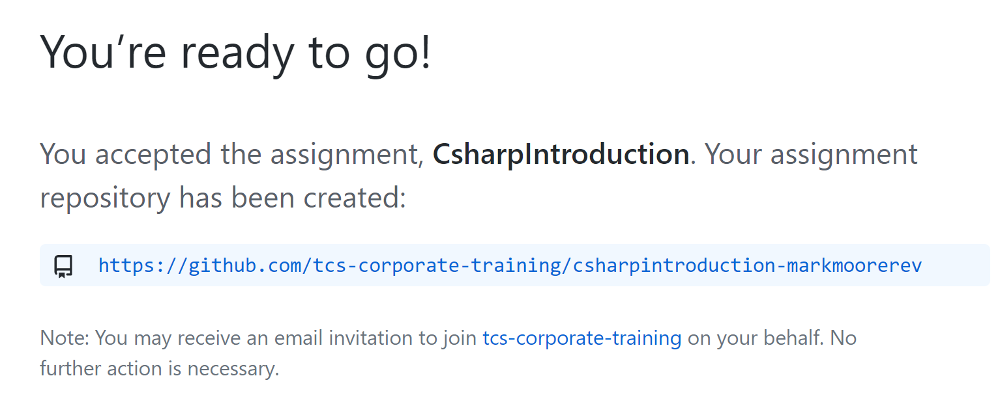 You’re ready to go!
You accepted the assignment, CsharpIntroduction. Your assignment
repository has been created:
https://github.com/tcs-corporate-training/csharpintroduction-markmoorerev
Note: You may receive an email invitation to join tcs-corporate-training on your behalf. No
further action is necessary.